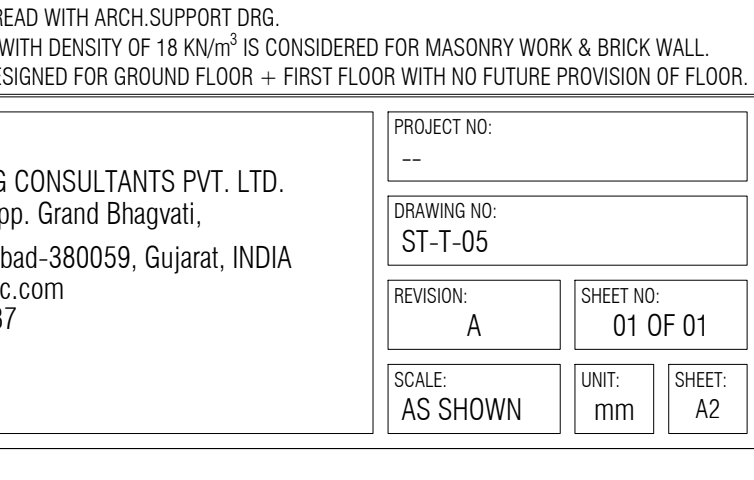 READ WITH ARCH.SUPPORT DRG.
WITH DENSITY OF 18 KN/m³ IS CONSIDERED FOR MASONRY WORK & BRICK WALL.
ESIGNED FOR GROUND FLOOR + FIRST FLOOR WITH NO FUTURE PROVISION OF FLOOR.
G CONSULTANTS PVT. LTD.
pp. Grand Bhagvati,
bad-380059, Gujarat, INDIA
c.com
37
PROJECT NO:
--
DRAWING NO:
ST-T-05
REVISION:
A
SHEET NO:
01 OF 01
SCALE:
AS SHOWN
UNIT:
mm
SHEET:
A2